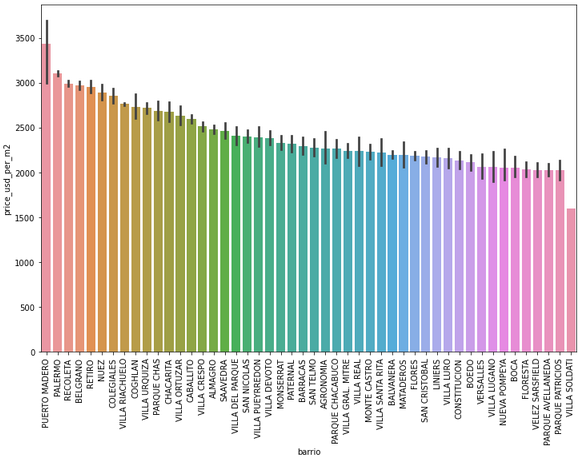 price_usd_per_m2
3500
3000
2500
2000
1500
1000
500
0
PUERTO MADERO
PALERMO
RECOLETA
BELGRANO
RETIRO
NUEZ
COLEGIALES
VILLA RIACHUELO
COGHLAN
VILLA URQUIZA
PARQUE CHAS
CHACARITA
VILLA ORTUZAR
CABALLITO
VILLA CRESPO
ALMAGRO
SAAVEDRA
VILLA DEL PARQUE
SAN NICOLAS
VILLA PUEYRREDON
VILLA DEVOTO
MONSERRAT
PATERNAL
BARRACAS
SAN TELMO
AGRONOMIA
PARQUE CHACABUCO
VILLA GRAL. MITRE
VILLA REAL
MONTE CASTRO
VILLA SANTA RITA
BALVANERA
MATADEROS
FLORES
SAN CRISTOBAL
LINIERS
VILLA LURO
CONSTITUCION
BOEDO
VERSALLES
VILLA LUGANO
NUEVA POMPEYA
BOCA
FLORESTA
VELEZ SARSFIELD
PARQUE AVELLANEDA
PARQUE PATRICIOS
VILLA SOLDATI
barrio